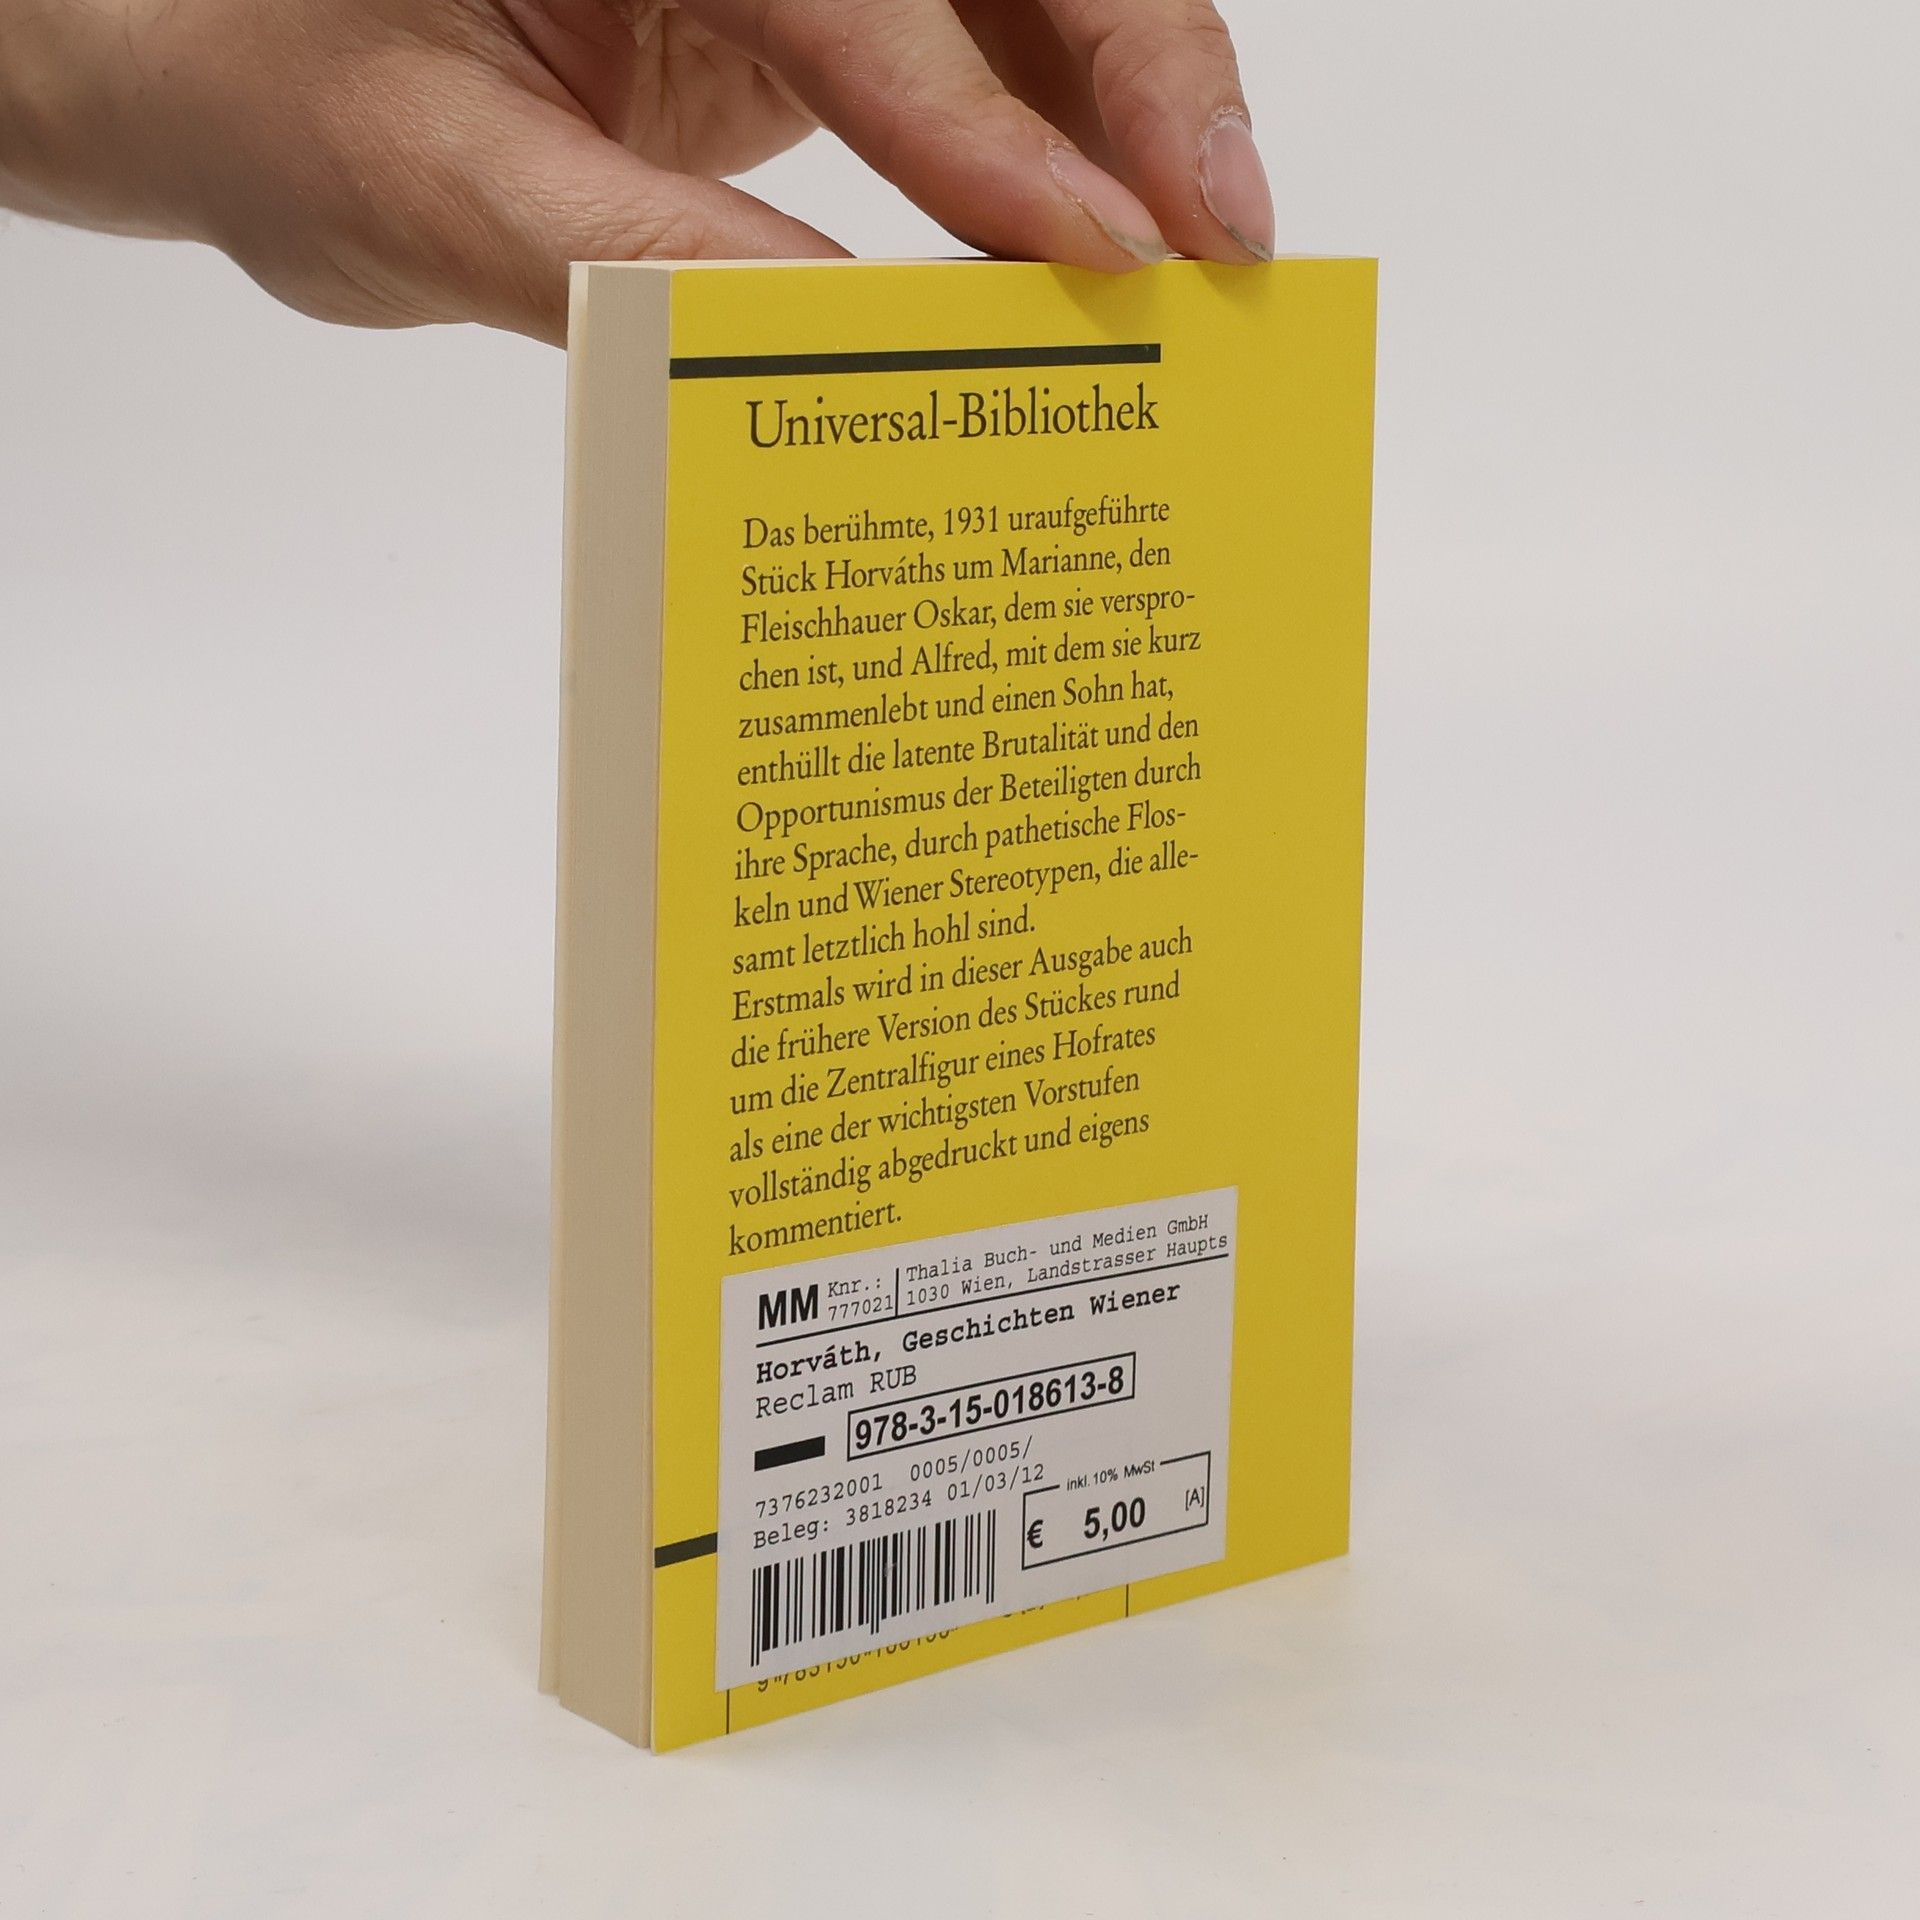 Universal-Bibliothek
Das berühmte, 1931 uraufgeführte
Stück Horváths um Marianne, den
Fleischhauer Oskar, dem sie verspro-
chen ist, und Alfred, mit dem sie kurz
zusammenlebt und einen Sohn hat,
enthüllt die latente Brutalität und den
Opportunismus der Beteiligten durch
ihre Sprache, durch pathetische Flos-
keln und Wiener Stereotypen, die alle-
samt letztlich hohl sind.
Erstmals wird in dieser Ausgabe auch
die frühere Version des Stückes rund
um die Zentralfigur eines Hofrates
als eine der wichtigsten Vorstufen
vollständig abgedruckt und eigens
kommentiert.
MM Knr.: 777021
Thalia Buch- und Medien GmbH
1030 Wien, Landstrasser Haupts
Horváth, Geschichten Wiener
Reclam RUB
978-3-15-018613-8
7376232001 0005/0005/
Beleg: 3818234 01/03/12
inkl. 10% MwSt
€ 5,00 [A]